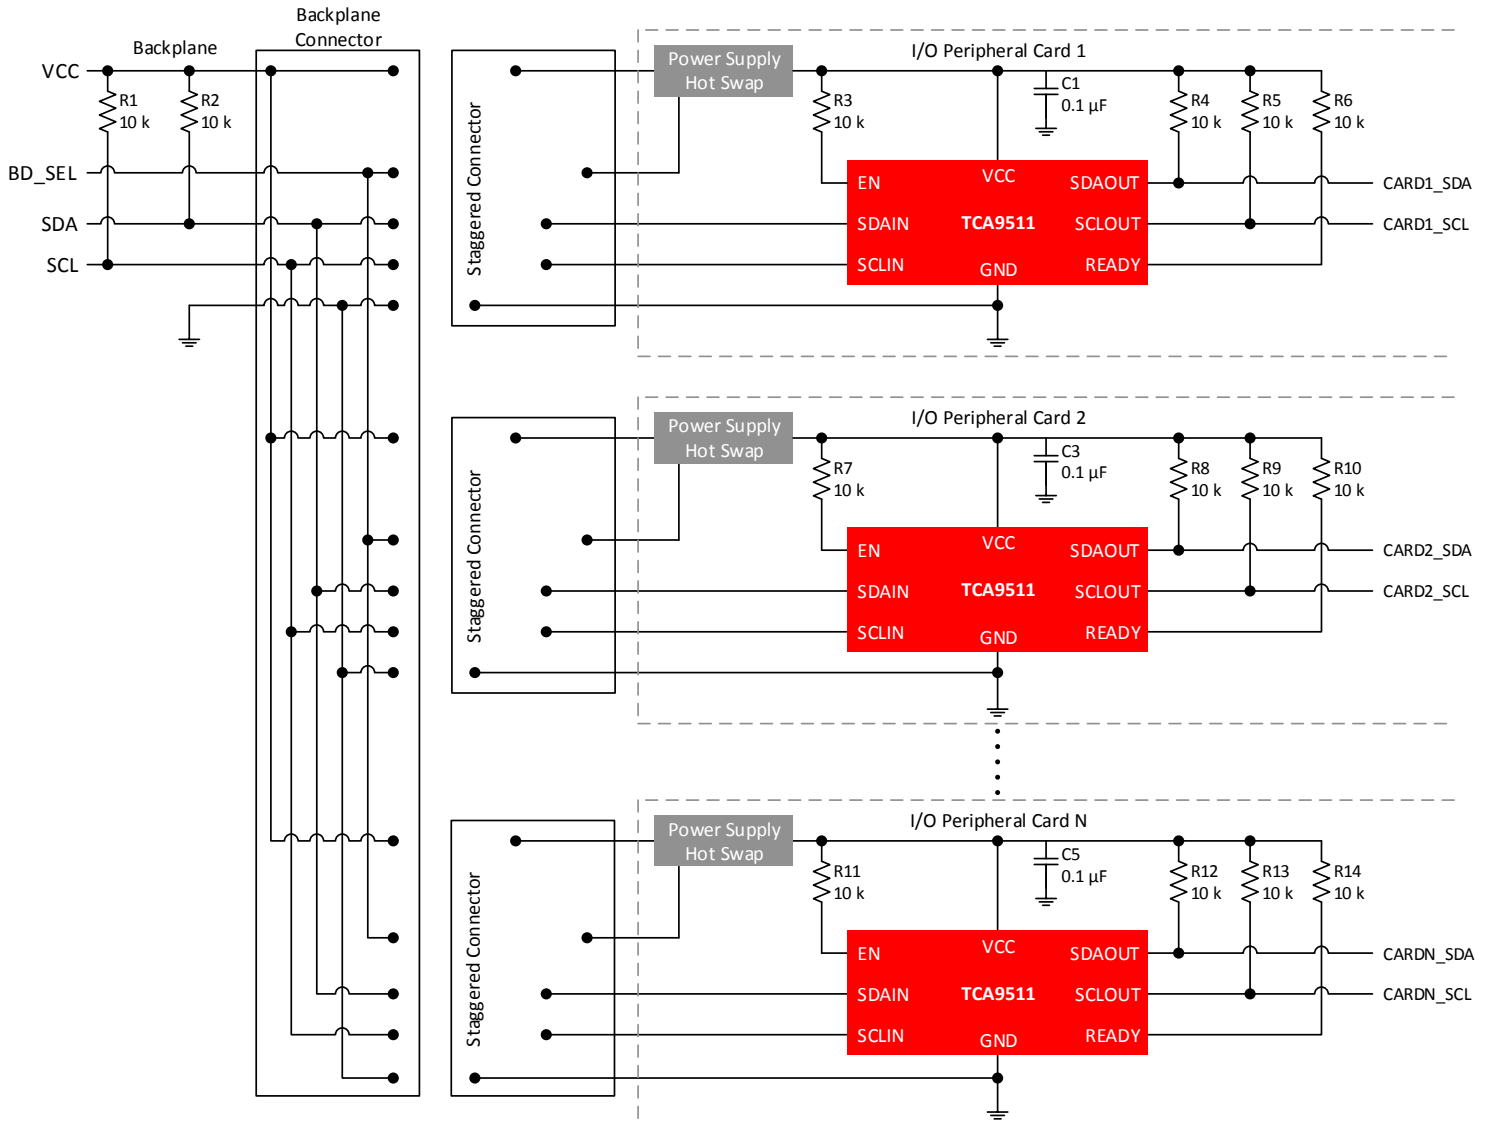 Backplane
Connector
Backplane
VCC
R1
10 k
R2
10 k
BD_SEL
SDA
SCL
Staggered Connector
Power Supply
Hot Swap
I/O Peripheral Card 1
R3
10 k
C1
0.1 µF
R4
10 k
R5
10 k
R6
10 k
EN
VCC
SDAOUT
CARD1_SDA
SDAIN
TCA9511
SCLOUT
CARD1_SCL
SCLIN
GND
READY
Staggered Connector
Power Supply
Hot Swap
I/O Peripheral Card 2
R7
10 k
C3
0.1 µF
R8
10 k
R9
10 k
R10
10 k
EN
VCC
SDAOUT
CARD2_SDA
SDAIN
TCA9511
SCLOUT
CARD2_SCL
SCLIN
GND
READY
Staggered Connector
Power Supply
Hot Swap
I/O Peripheral Card N
R11
10 k
C5
0.1 µF
R12
10 k
R13
10 k
R14
10 k
EN
VCC
SDAOUT
CARDN_SDA
SDAIN
TCA9511
SCLOUT
CARDN_SCL
SCLIN
GND
READY